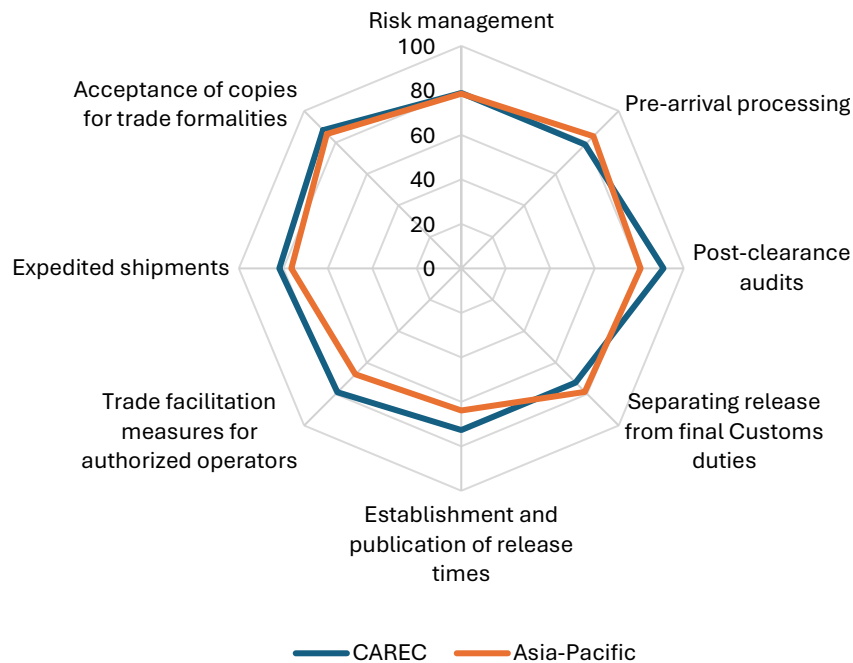 Risk management
100
80
60
40
20
0
Acceptance of copies
for trade formalities
Pre-arrival processing
Expedited shipments
Post-clearance
audits
Trade facilitation
measures for
authorized operators
Separating release
from final Customs
duties
Establishment and
publication of release
times
CAREC
Asia-Pacific